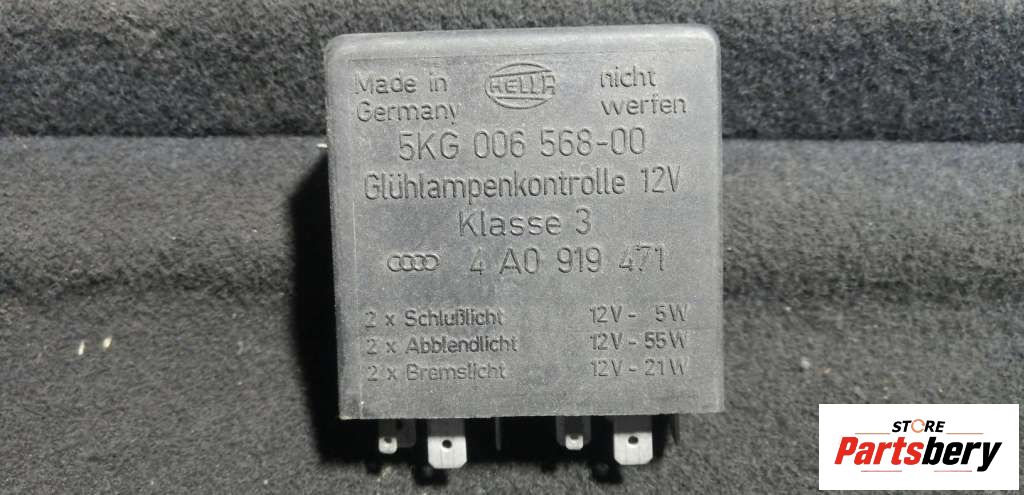 Made in HELLA nicht
Germany werfen
5KG 006 568-00
Glühlampenkontrolle 12V
Klasse 3
4 A0 919 471
2 x Schlußlicht 12V - 5W
2 x Abblendlicht 12V - 55W
2 x Bremslicht 12V - 21W
STORE
Partsbery